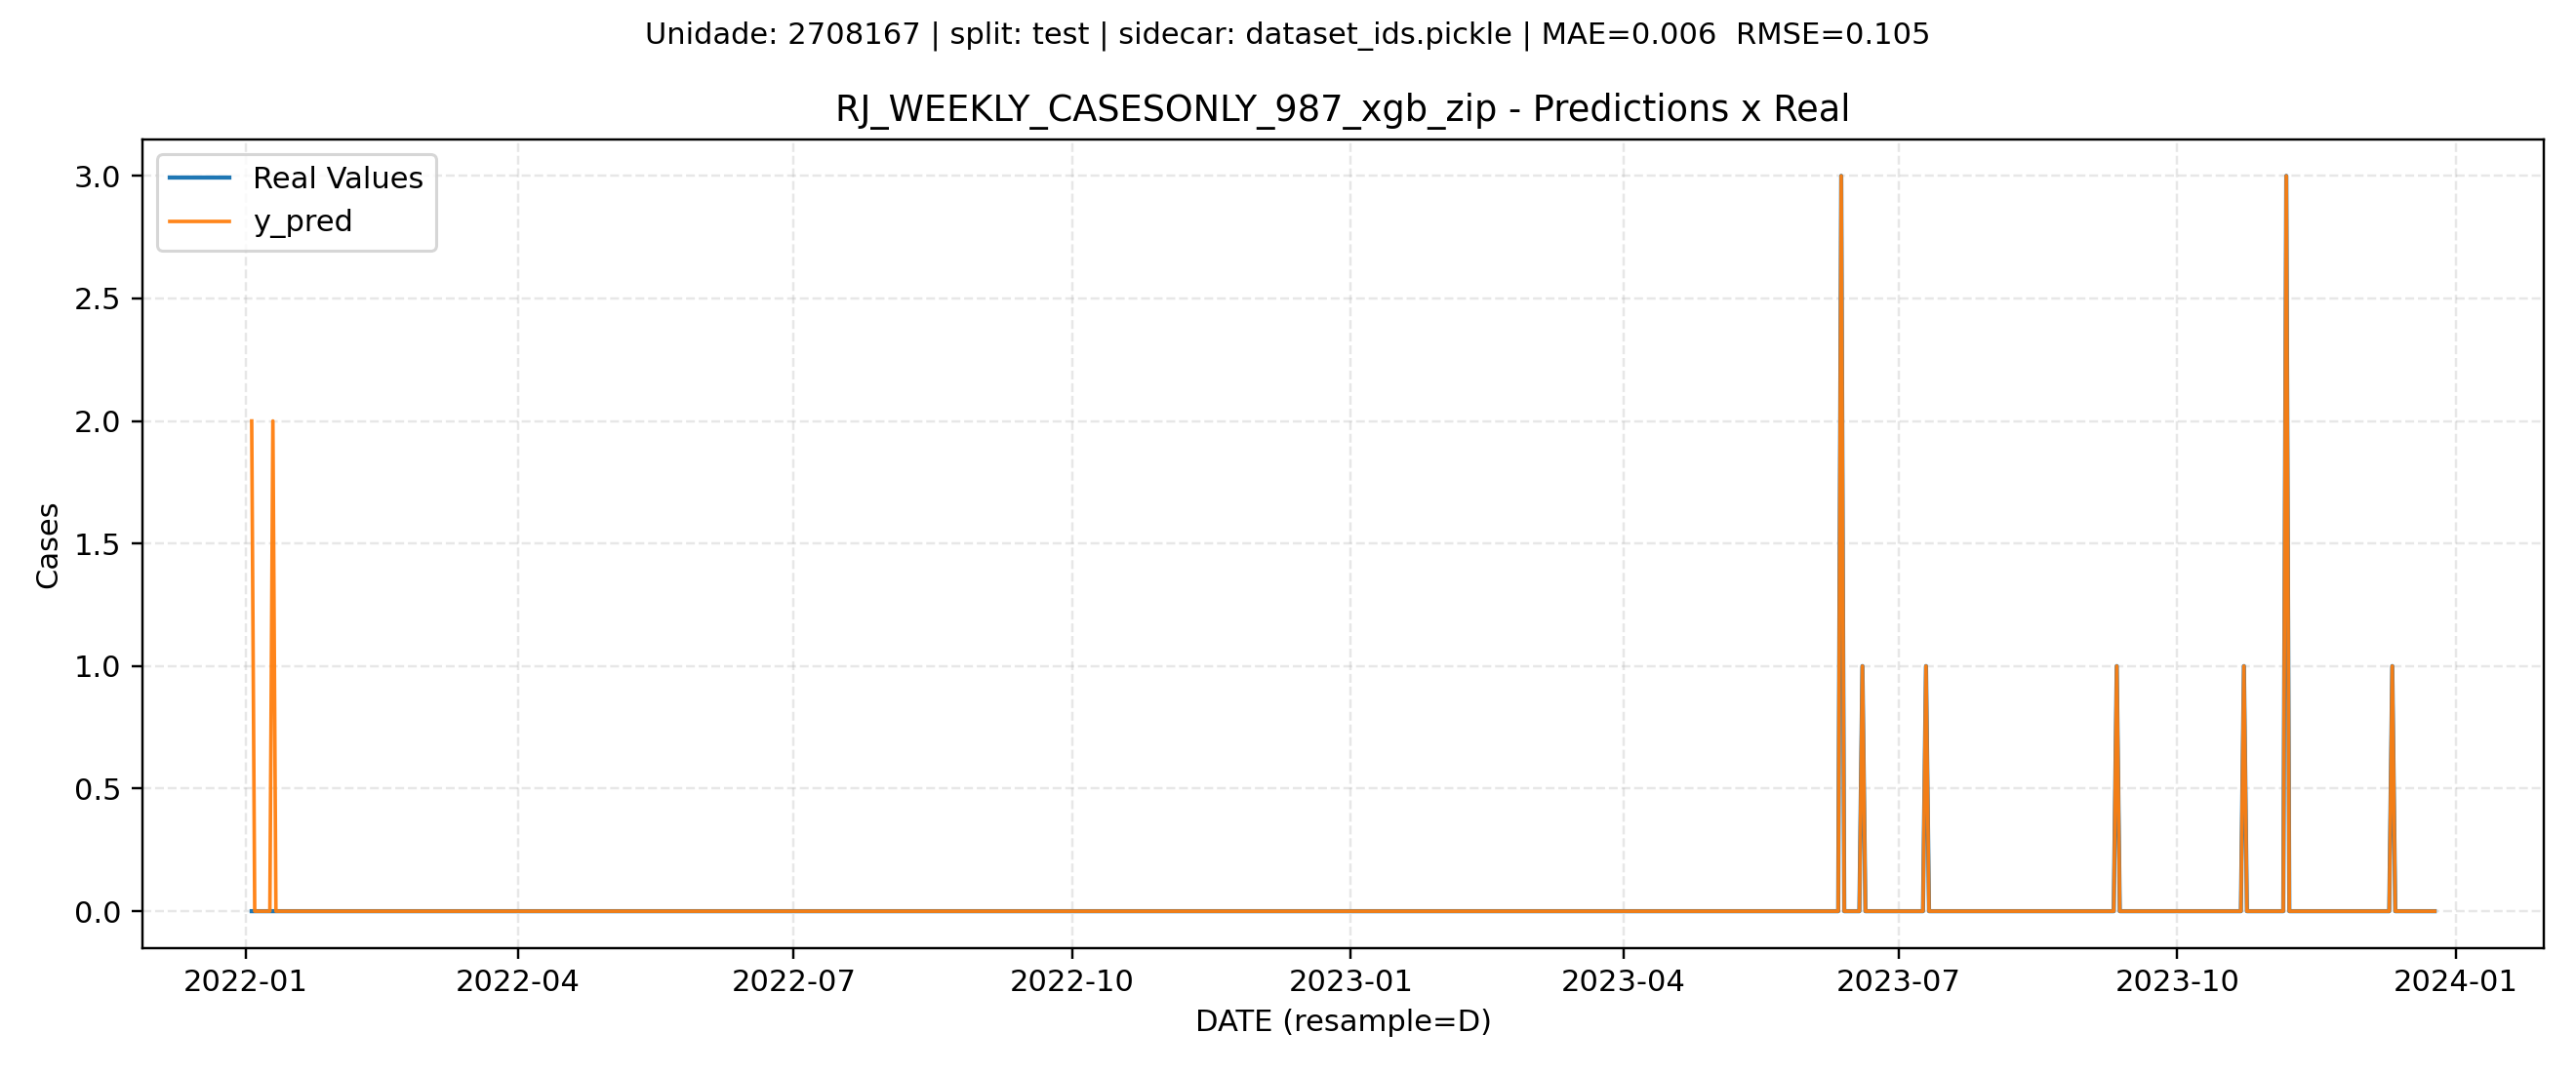 Unidade: 2708167 | split: test | sidecar: dataset_ids.pickle | MAE=0.006  RMSE=0.105
RJ_WEEKLY_CASESONLY_987_xgb_zip - Predictions x Real
Real Values
y_pred
3.0
2.5
2.0
1.5
1.0
0.5
0.0
Cases
2022-01 2022-04 2022-07 2022-10 2023-01 2023-04 2023-07 2023-10 2024-01
DATE (resample=D)